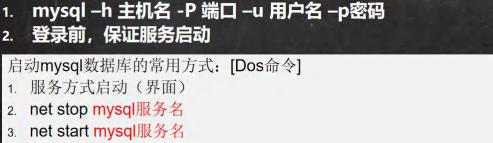 1. mysql –h 主机名 -P 端口 –u 用户名 –p密码
2. 登录前，保证服务启动
启动mysql数据库的常用方式：[Dos命令]
1. 服务方式启动（界面）
2. net stop mysql服务名
3. net start mysql服务名